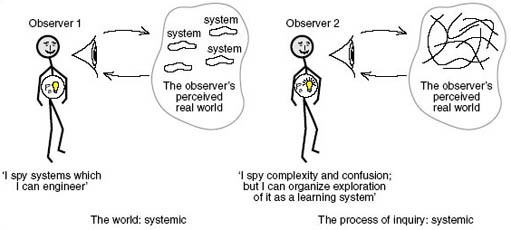 Observer 1
system
system
system
The observer's
perceived
real world
'I spy systems which
I can engineer'
The world: systemic
Observer 2
The observer's
perceived
real world
'I spy complexity and confusion;
but I can organize exploration
of it as a learning system'
The process of inquiry: systemic